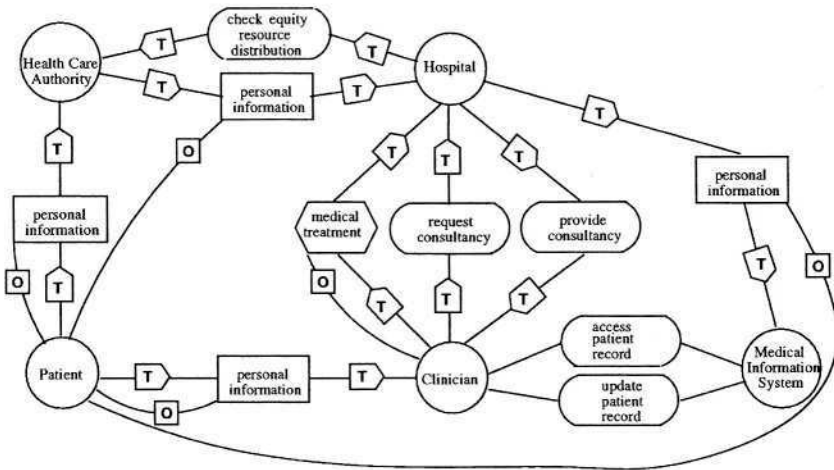 check equity
resource
distribution
T
T
Health Care
Authority
Hospital
T
T
personal
information
T
O
T
T
T
T
personal
information
personal
information
medical
treatment
request
consultancy
provide
consultancy
O
T
O
T
O
T
T
T
access
patient
record
Patient
T
personal
information
T
Clinician
Medical
Information
System
O
update
patient
record